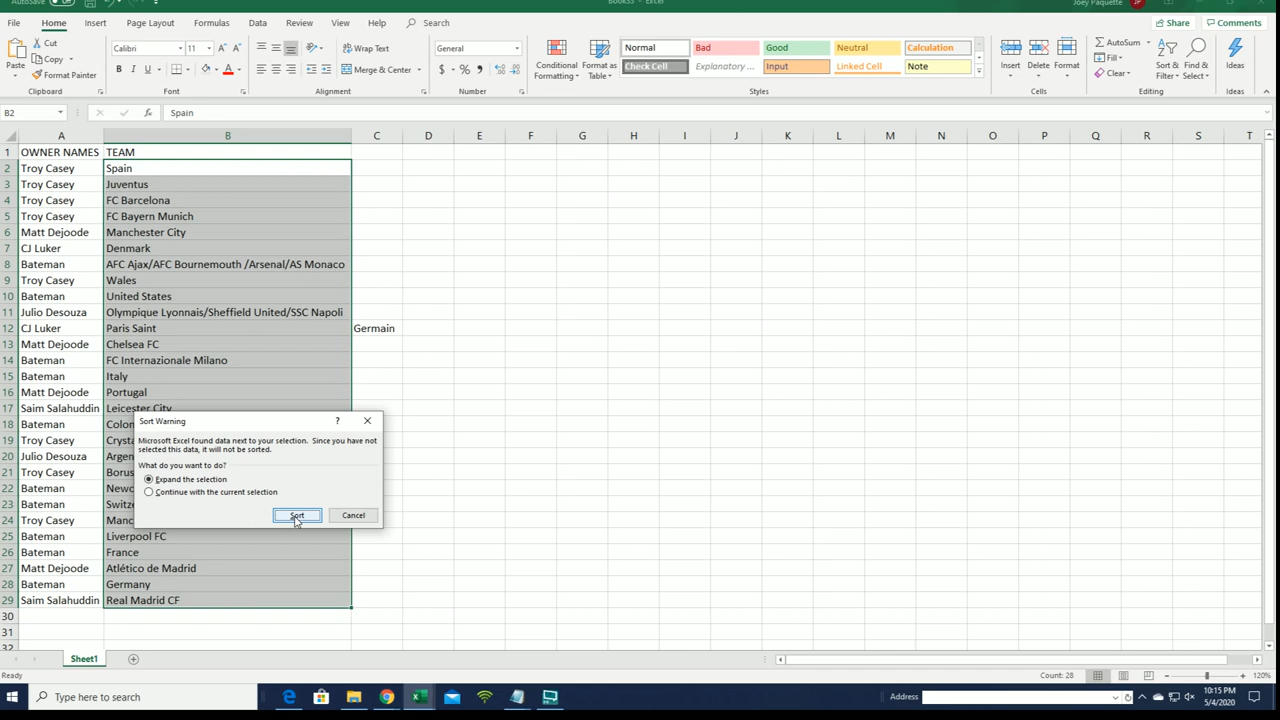 AutoSave Off Book33 - Excel Joey Paquette JP
File Home Insert Page Layout Formulas Data Review View Help Search Share Comments
Paste Cut Copy Format Painter Clipboard
Calibri 11 A A B I U A Font
Wrap Text Merge & Center Alignment
General $ % Number
Conditional Formatting Format as Table
Normal Bad Good Neutral Calculation
Check Cell Explanatory ... Input Linked Cell Note
Styles
Insert Delete Format Cells
AutoSum Fill Clear Sort & Filter Find & Select Editing
Ideas Ideas
B2 fx Spain
A B C D E F G H I J K L M N O P Q R S T
1 OWNER NAMES TEAM
2 Troy Casey Spain
3 Troy Casey Juventus
4 Troy Casey FC Barcelona
5 Troy Casey FC Bayern Munich
6 Matt Dejoode Manchester City
7 CJ Luker Denmark
8 Bateman AFC Ajax/AFC Bournemouth /Arsenal/AS Monaco
9 Troy Casey Wales
10 Bateman United States
11 Julio Desouza Olympique Lyonnais/Sheffield United/SSC Napoli
12 CJ Luker Paris Saint Germain
13 Matt Dejoode Chelsea FC
14 Bateman FC Internazionale Milano
15 Bateman Italy
16 Matt Dejoode Portugal
17 Saim Salahuddin Leicester City
18 Bateman Colom
19 Troy Casey Crysta
20 Julio Desouza Argen
21 Troy Casey Borus
22 Bateman Newc
23 Bateman Switze
24 Troy Casey Manc
25 Bateman Liverpool FC
26 Bateman France
27 Matt Dejoode Atlético de Madrid
28 Bateman Germany
29 Saim Salahuddin Real Madrid CF
30
31
32
Sort Warning ?
Microsoft Excel found data next to your selection. Since you have not
selected this data, it will not be sorted.
What do you want to do?
Expand the selection
Continue with the current selection
Sort Cancel
Sheet1
Ready Count: 28 120%
Type here to search Address 10:15 PM
5/4/2020